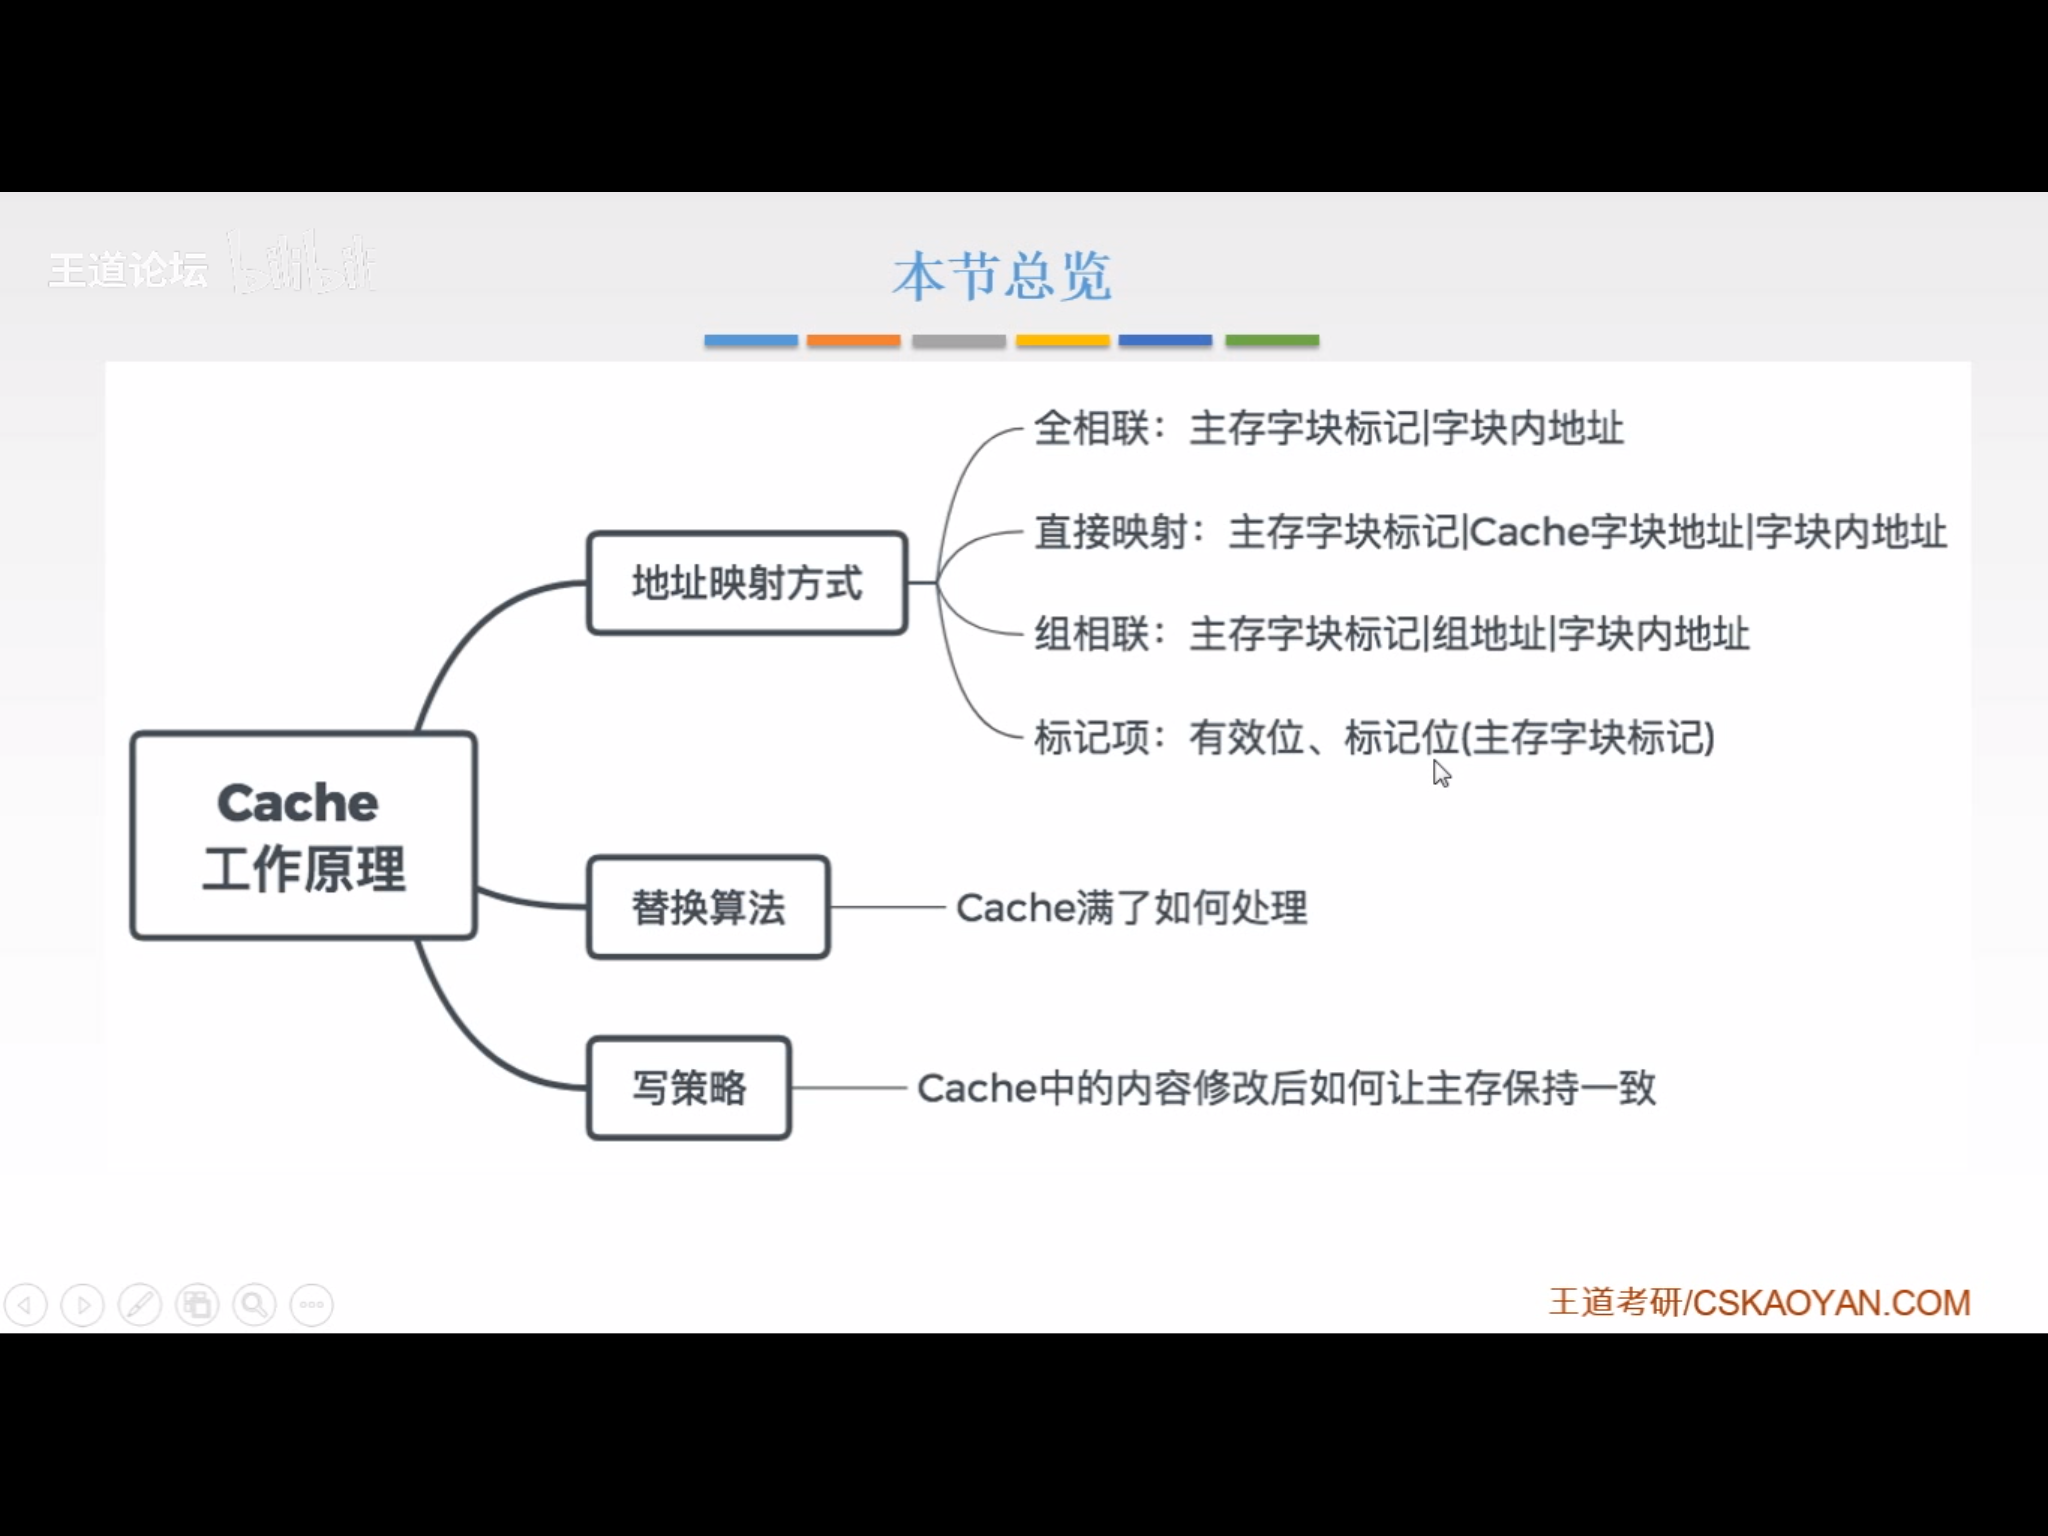 王道论坛 bilibili
本节总览
全相联：主存字块标记|字块内地址
直接映射：主存字块标记|Cache字块地址|字块内地址
地址映射方式
组相联：主存字块标记|组地址|字块内地址
标记项：有效位、标记位(主存字块标记)
Cache
工作原理
替换算法
Cache满了如何处理
写策略
Cache中的内容修改后如何让主存保持一致
王道考研/CSKAOYAN.COM